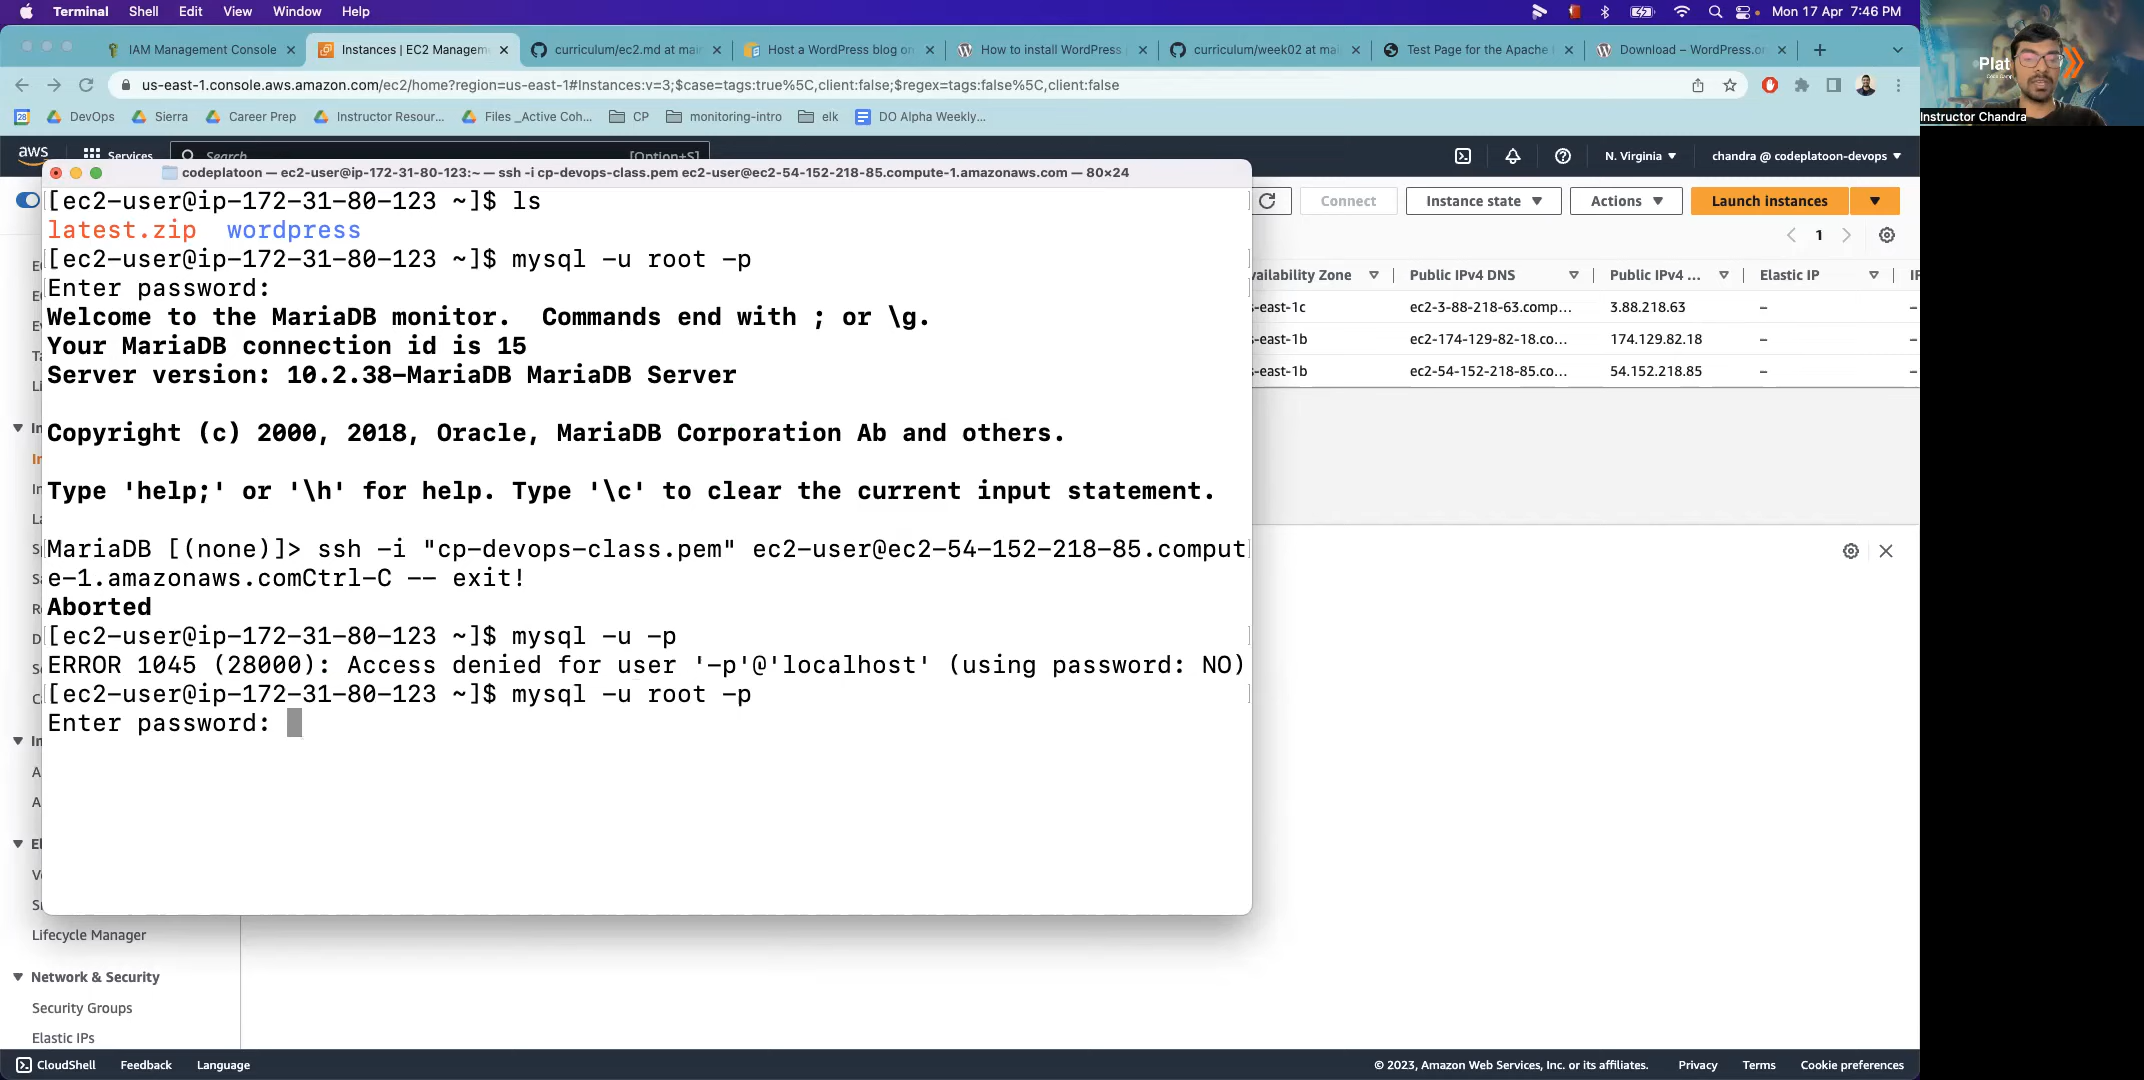 Terminal Shell Edit View Window Help
Mon 17 Apr 7:46 PM
IAM Management Console
Instances | EC2 Managem
curriculum/ec2.md at mai
Host a WordPress blog on
How to install WordPress
curriculum/week02 at mai
Test Page for the Apache
Download – WordPress.or
us-east-1.console.aws.amazon.com/ec2/home?region=us-east-1#Instances:v=3;$case=tags:true%5C,client:false;$regex=tags:false%5C,client:false
28
DevOps
Sierra
Career Prep
Instructor Resour...
Files _Active Coh...
CP
monitoring-intro
elk
DO Alpha Weekly...
aws Services Search [Option+S]
N. Virginia chandra @ codeplatoon-devops
codeplatoon — ec2-user@ip-172-31-80-123:~ — ssh -i cp-devops-class.pem ec2-user@ec2-54-152-218-85.compute-1.amazonaws.com — 80×24
[ec2-user@ip-172-31-80-123 ~]$ ls
latest.zip wordpress
[ec2-user@ip-172-31-80-123 ~]$ mysql -u root -p
Enter password:
Welcome to the MariaDB monitor.  Commands end with ; or \g.
Your MariaDB connection id is 15
Server version: 10.2.38-MariaDB MariaDB Server
Copyright (c) 2000, 2018, Oracle, MariaDB Corporation Ab and others.
Type 'help;' or '\h' for help. Type '\c' to clear the current input statement.
MariaDB [(none)]> ssh -i "cp-devops-class.pem" ec2-user@ec2-54-152-218-85.comput
e-1.amazonaws.comCtrl-C -- exit!
Aborted
[ec2-user@ip-172-31-80-123 ~]$ mysql -u -p
ERROR 1045 (28000): Access denied for user '-p'@'localhost' (using password: NO)
[ec2-user@ip-172-31-80-123 ~]$ mysql -u root -p
Enter password:
Connect
Instance state
Actions
Launch instances
1
vailability Zone
Public IPv4 DNS
Public IPv4 ...
Elastic IP
s-east-1c ec2-3-88-218-63.comp... 3.88.218.63 – –
s-east-1b ec2-174-129-82-18.co... 174.129.82.18 – –
s-east-1b ec2-54-152-218-85.co... 54.152.218.85 – –
Lifecycle Manager
Network & Security
Security Groups
Elastic IPs
CloudShell Feedback Language
© 2023, Amazon Web Services, Inc. or its affiliates. Privacy Terms Cookie preferences
Plat
Instructor Chandra